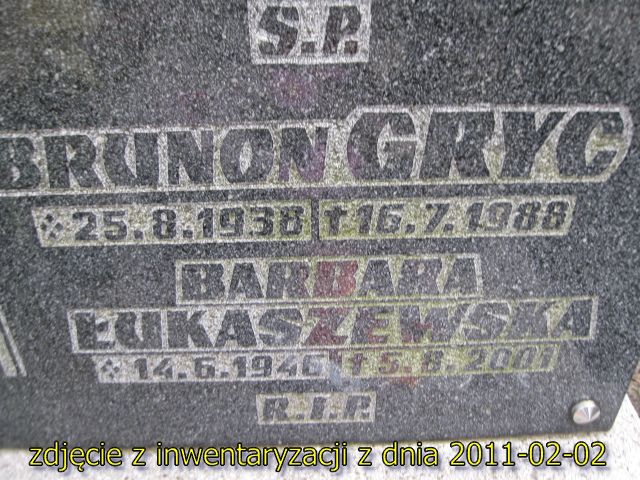 S.P.
BRUNON GRYC
25.8.1938 † 16.7.1988
BARBARA
ŁUKASZEWSKA
14.6.1946 † 5.8.2001
R.I.P.
zdjęcie z inwentaryzacji z dnia 2011-02-02